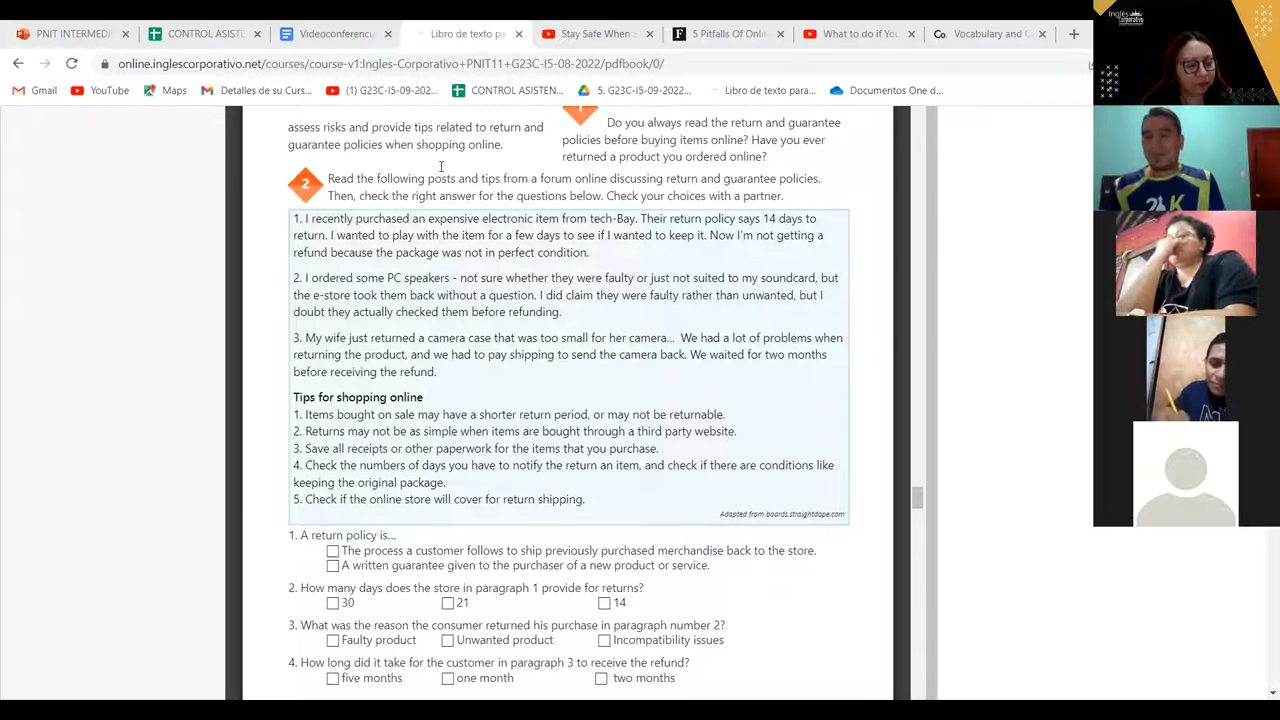 PNIT INTERMEDI
CONTROL ASISTE
Videoconferenc
Libro de texto pa
Stay Safe When
5 Pitfalls Of Onli
What to do if You
Co. Vocabulary and G
online.inglescorporativo.net/courses/course-v1:Ingles-Corporativo+PNIT11+G23C-I5-08-2022/pdfbook/0/
Gmail
YouTube
Maps
Detalles de su Curs...
(1) G23C-I5-09-202...
CONTROL ASISTEN...
5. G23C-I5-09-2022...
Libro de texto para...
Documentos One d...
Inglés
Corporativo
assess risks and provide tips related to return and
guarantee policies when shopping online.
1
Do you always read the return and guarantee
policies before buying items online? Have you ever
returned a product you ordered online?
2
Read the following posts and tips from a forum online discussing return and guarantee policies.
Then, check the right answer for the questions below. Check your choices with a partner.
1. I recently purchased an expensive electronic item from tech-Bay. Their return policy says 14 days to
return. I wanted to play with the item for a few days to see if I wanted to keep it. Now I'm not getting a
refund because the package was not in perfect condition.
2. I ordered some PC speakers - not sure whether they were faulty or just not suited to my soundcard, but
the e-store took them back without a question. I did claim they were faulty rather than unwanted, but I
doubt they actually checked them before refunding.
3. My wife just returned a camera case that was too small for her camera... We had a lot of problems when
returning the product, and we had to pay shipping to send the camera back. We waited for two months
before receiving the refund.
Tips for shopping online
1. Items bought on sale may have a shorter return period, or may not be returnable.
2. Returns may not be as simple when items are bought through a third party website.
3. Save all receipts or other paperwork for the items that you purchase.
4. Check the numbers of days you have to notify the return an item, and check if there are conditions like
keeping the original package.
5. Check if the online store will cover for return shipping.
Adapted from boards.straightdope.com
1. A return policy is...
The process a customer follows to ship previously purchased merchandise back to the store.
A written guarantee given to the purchaser of a new product or service.
2. How many days does the store in paragraph 1 provide for returns?
30 21 14
3. What was the reason the consumer returned his purchase in paragraph number 2?
Faulty product Unwanted product Incompatibility issues
4. How long did it take for the customer in paragraph 3 to receive the refund?
five months one month two months